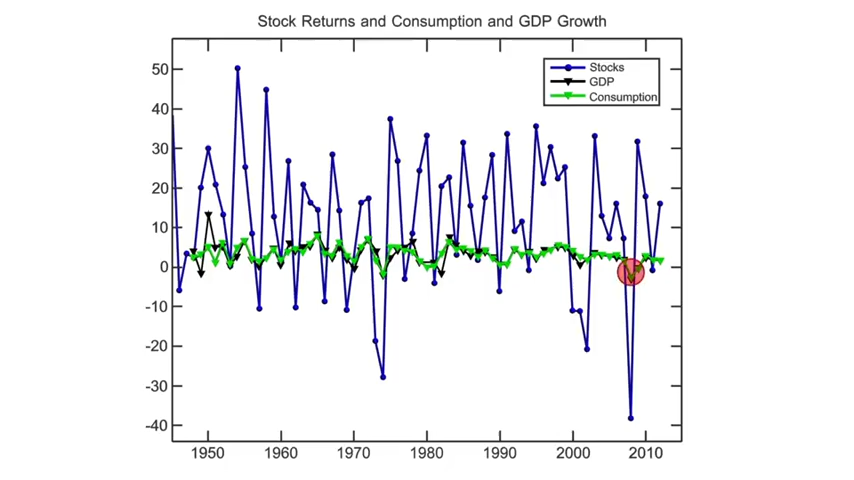 Stock Returns and Consumption and GDP Growth
Stocks
GDP
Consumption
50
40
30
20
10
0
-10
-20
-30
-40
1950 1960 1970 1980 1990 2000 2010